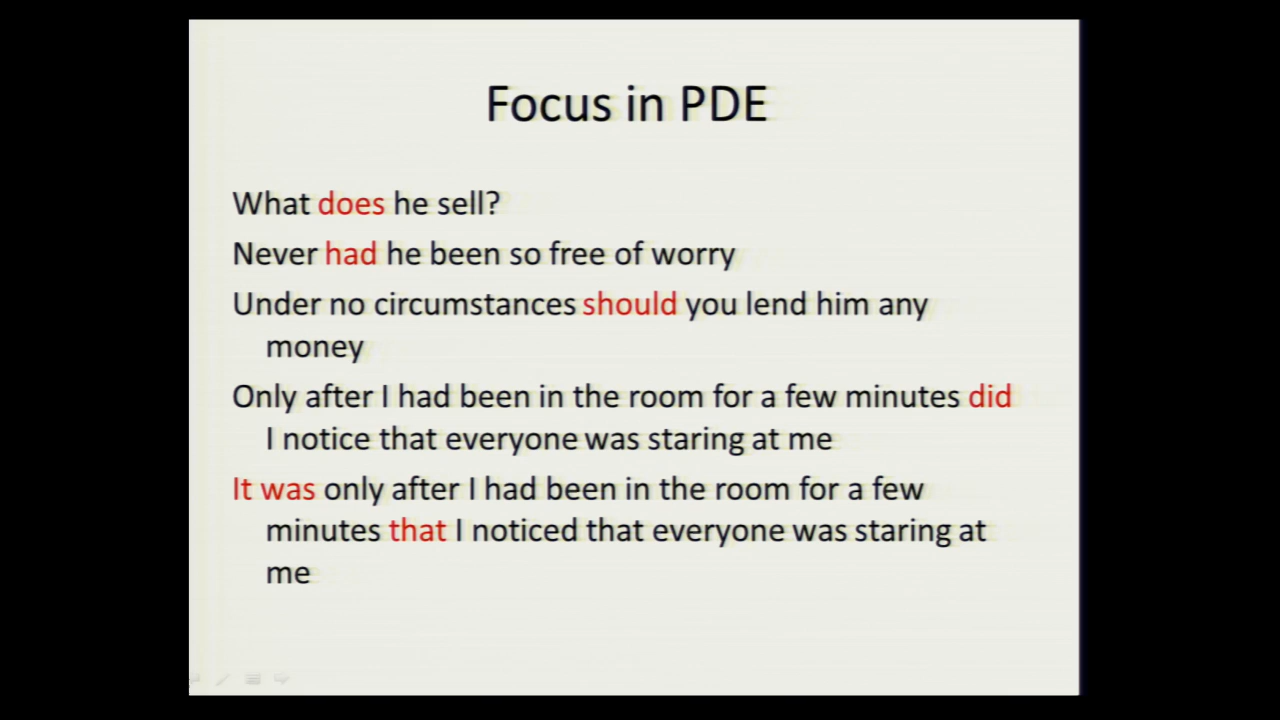 Focus in PDE
What does he sell?
Never had he been so free of worry
Under no circumstances should you lend him any
money
Only after I had been in the room for a few minutes did
I notice that everyone was staring at me
It was only after I had been in the room for a few
minutes that I noticed that everyone was staring at
me